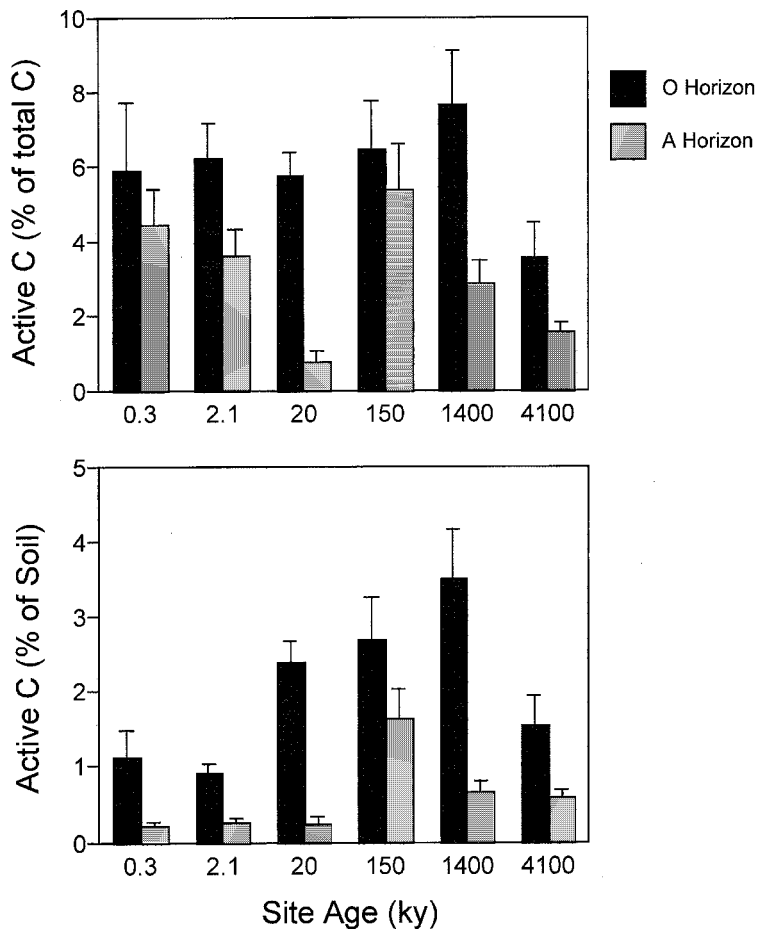 Active C (% of total C)
10
8
6
4
2
0
0.3 2.1 20 150 1400 4100
O Horizon
A Horizon
Active C (% of Soil)
5
4
3
2
1
0
0.3 2.1 20 150 1400 4100
Site Age (ky)